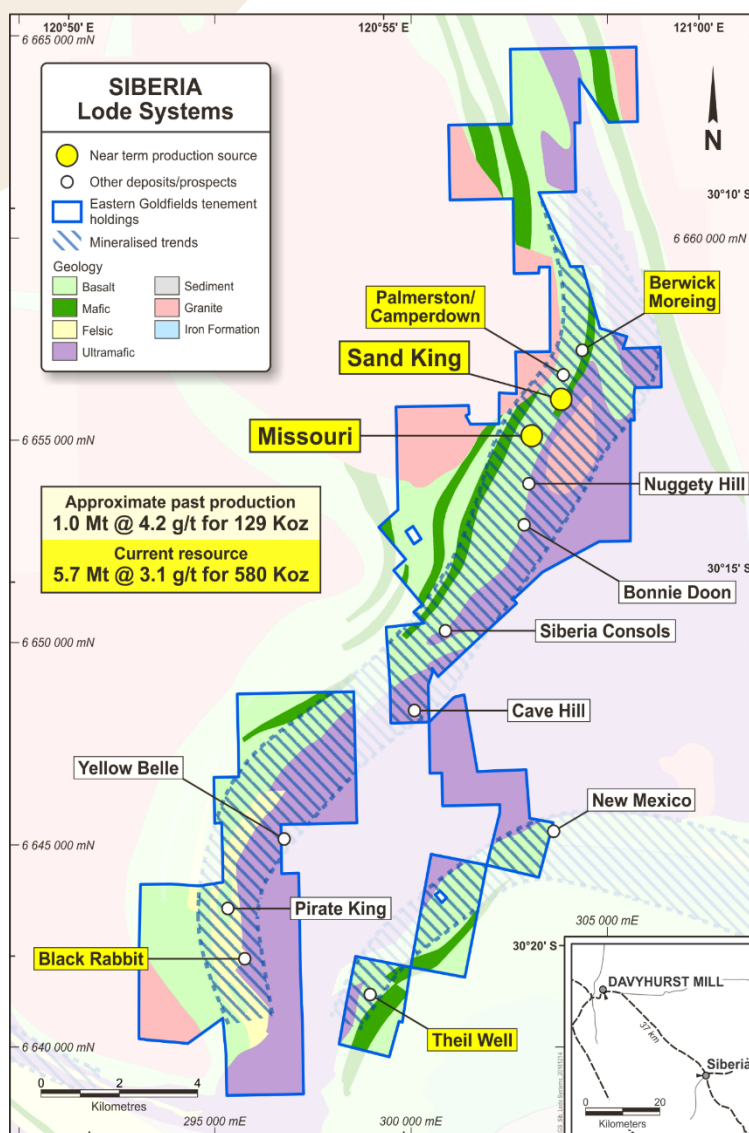 120°50' E
120°55' E
121°00' E
6 665 000 mN
SIBERIA
Lode Systems
Near term production source
Other deposits/prospects
Eastern Goldfields tenement
holdings
Mineralised trends
Geology
Basalt
Mafic
Felsic
Ultramafic
Sediment
Granite
Iron Formation
N
30°10' S
6 660 000 mN
Berwick
Moreing
Palmerston/
Camperdown
Sand King
Missouri
6 655 000 mN
Nuggety Hill
Approximate past production
1.0 Mt @ 4.2 g/t for 129 Koz
Current resource
5.7 Mt @ 3.1 g/t for 580 Koz
30°15' S
Bonnie Doon
Siberia Consols
6 650 000 mN
Cave Hill
Yellow Belle
New Mexico
6 645 000 mN
Pirate King
305 000 mE
30°20' S
Black Rabbit
DAVYHURST MILL
37 km
Theil Well
6 640 000 mN
Siberia
0 2 4
Kilometres
0 20
Kilometers
295 000 mE
300 000 mE